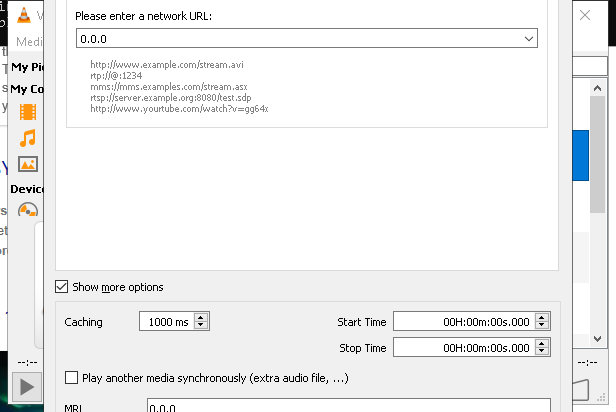 Please enter a network URL:
0.0.0
http://www.example.com/stream.avi
rtp://@:1234
mms://mms.examples.com/stream.asx
rtsp://server.example.org:8080/test.sdp
http://www.yourtube.com/watch?v=gg64x
Medi
My Pi
My Co
Device
Show more options
Caching
1000 ms
Start Time
00H:00m:00s.000
Stop Time
00H:00m:00s.000
--:--
--:--
Play another media synchronously (extra audio file, ...)
MRL
0.0.0